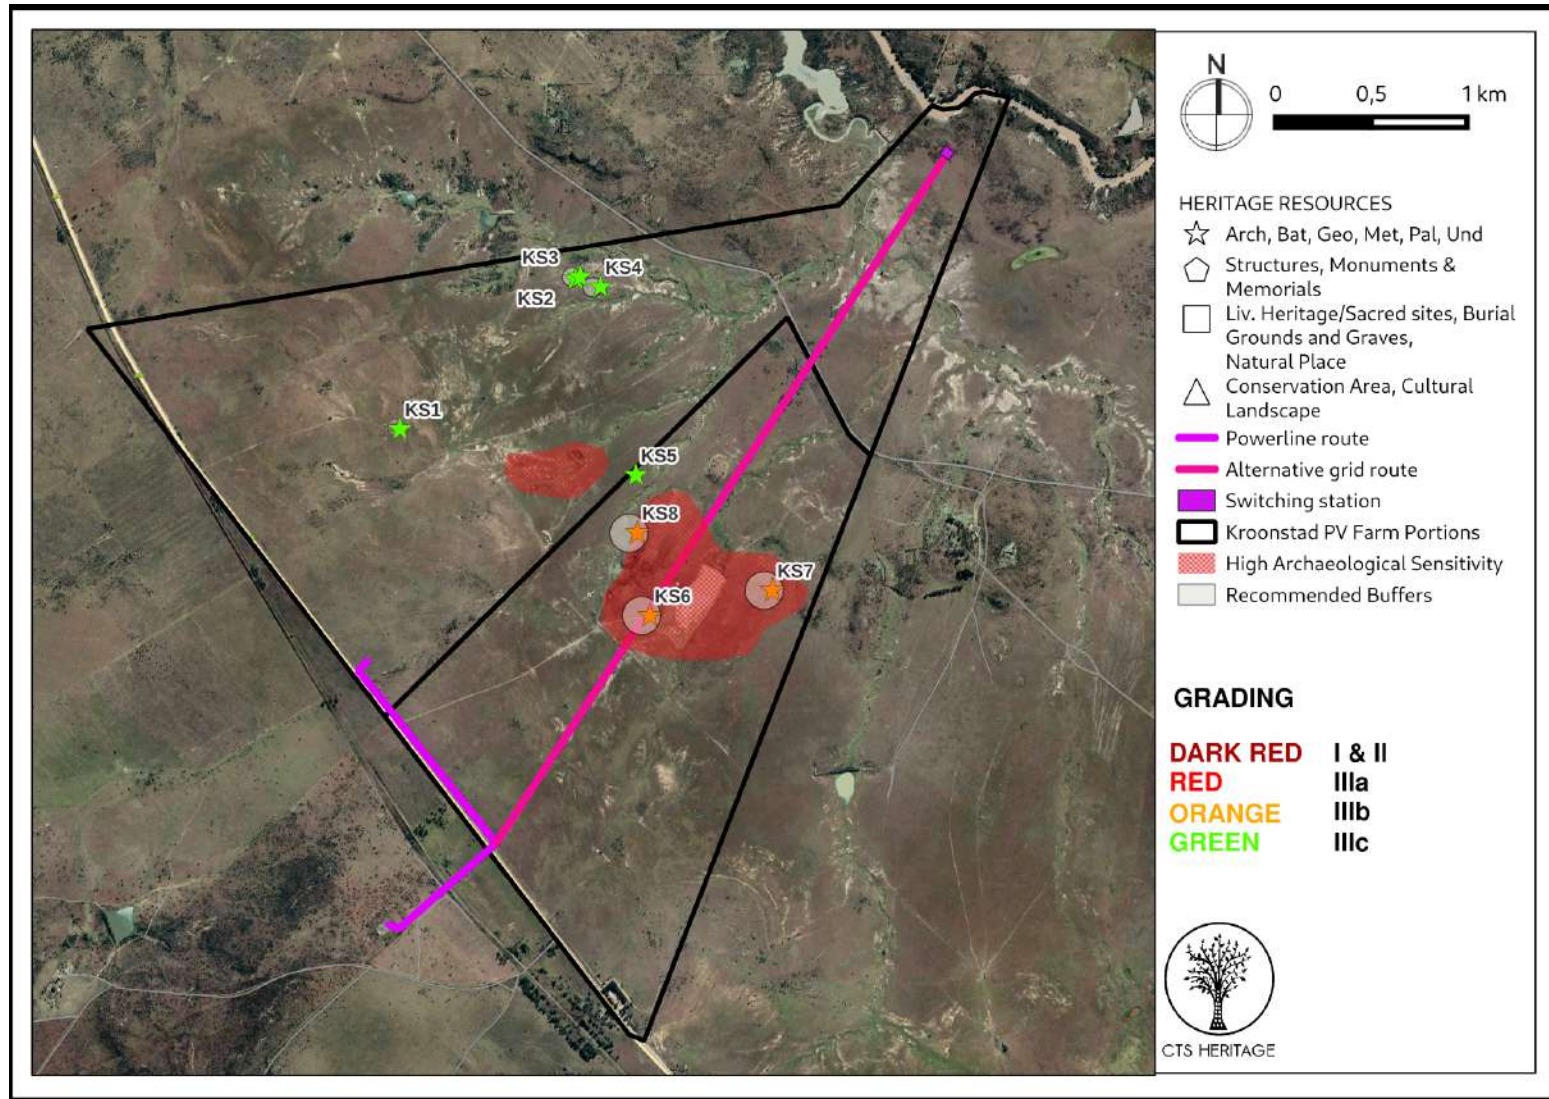 N
0 0,5 1 km
HERITAGE RESOURCES
Arch, Bat, Geo, Met, Pal, Und
Structures, Monuments &
Memorials
Liv. Heritage/Sacred sites, Burial
Grounds and Graves,
Natural Place
Conservation Area, Cultural
Landscape
Powerline route
Alternative grid route
Switching station
Kroonstad PV Farm Portions
High Archaeological Sensitivity
Recommended Buffers
GRADING
DARK RED I & II
RED IIIa
ORANGE IIIb
GREEN IIIc
CTS HERITAGE
KS3
KS4
KS2
KS1
KS5
KS8
KS7
KS6